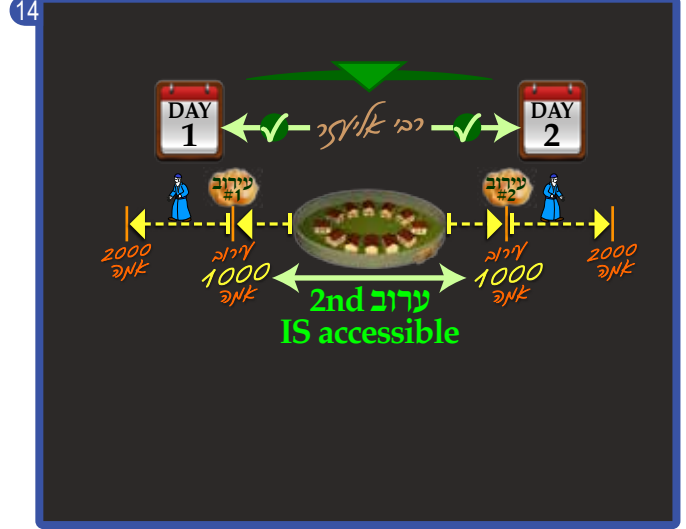 14
DAY
1
רבי אליעזר
DAY
2
עירוב
#1
עירוב
#2
2000
אמה
עירוב
1000
אמה
עירוב
1000
אמה
2000
אמה
2nd ערוב
IS accessible